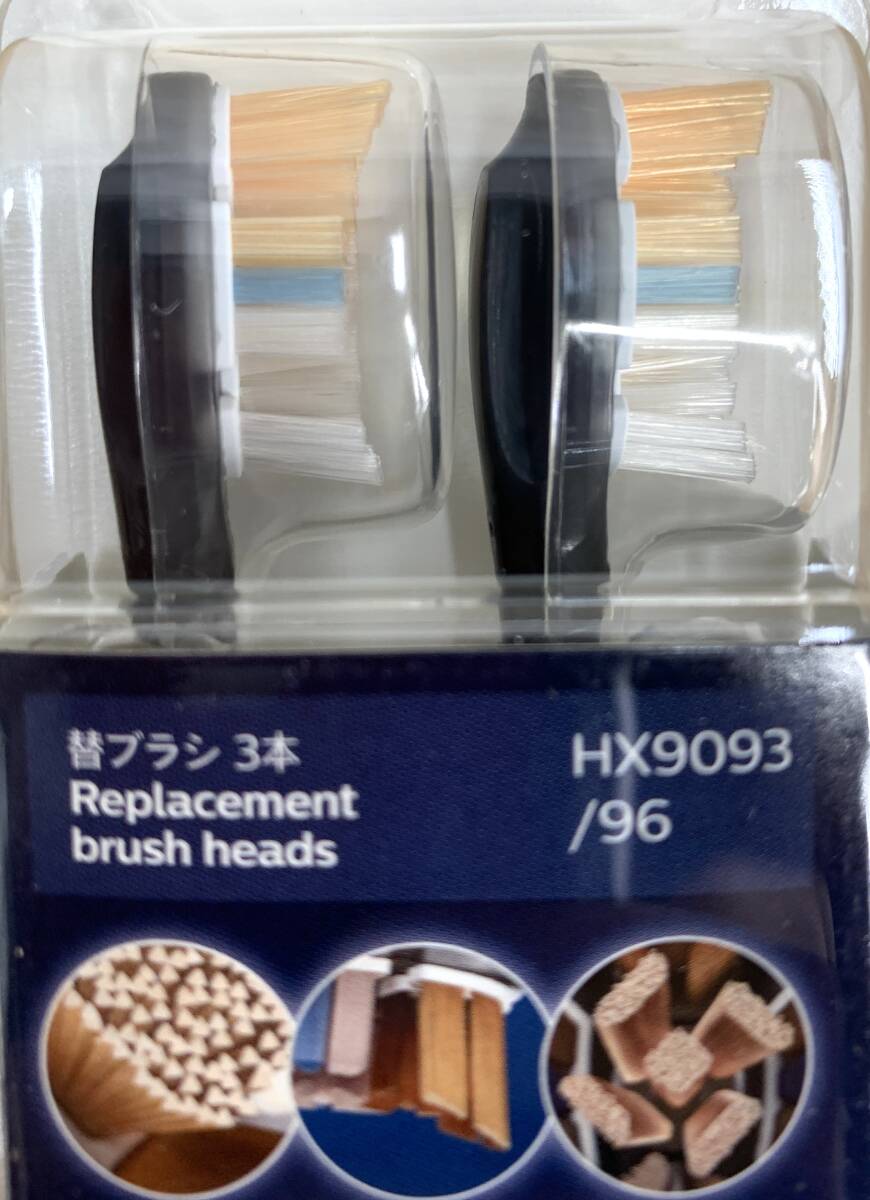 替ブラシ 3本
Replacement
brush heads
HX9093
/96